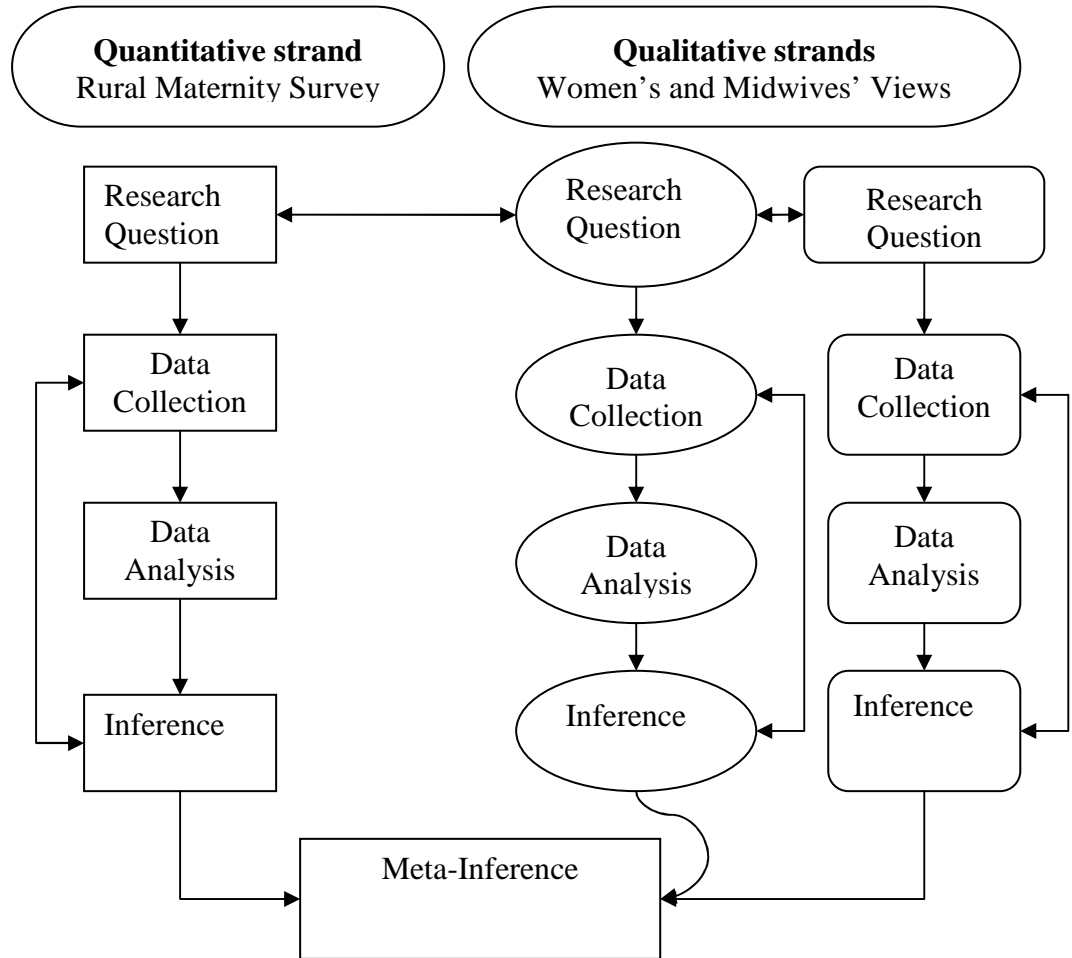 Quantitative strand
Rural Maternity Survey
Qualitative strands
Women’s and Midwives’ Views
Research
Question
Research
Question
Research
Question
Data
Collection
Data
Collection
Data
Collection
Data
Analysis
Data
Analysis
Data
Analysis
Inference
Inference
Inference
Meta-Inference